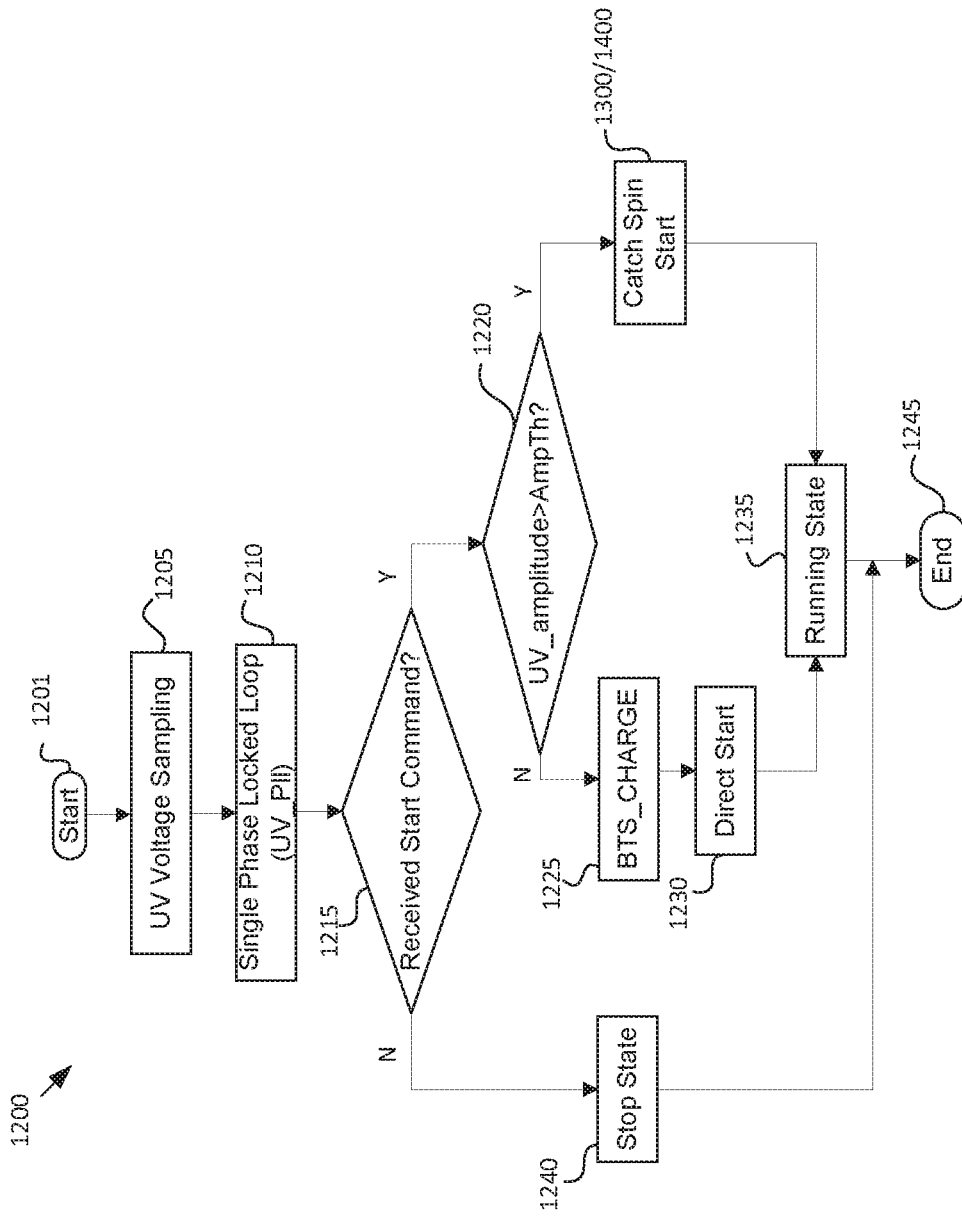 1200
Start
1201
UV Voltage Sampling
1205
Single Phase Locked Loop
(UV_Pll)
1210
Received Start Command?
1215
N
Y
UV_amplitude>AmpTh?
1220
N
Y
BTS_CHARGE
1225
Direct Start
1230
Catch Spin
Start
1300/1400
Stop State
1240
Running State
1235
End
1245